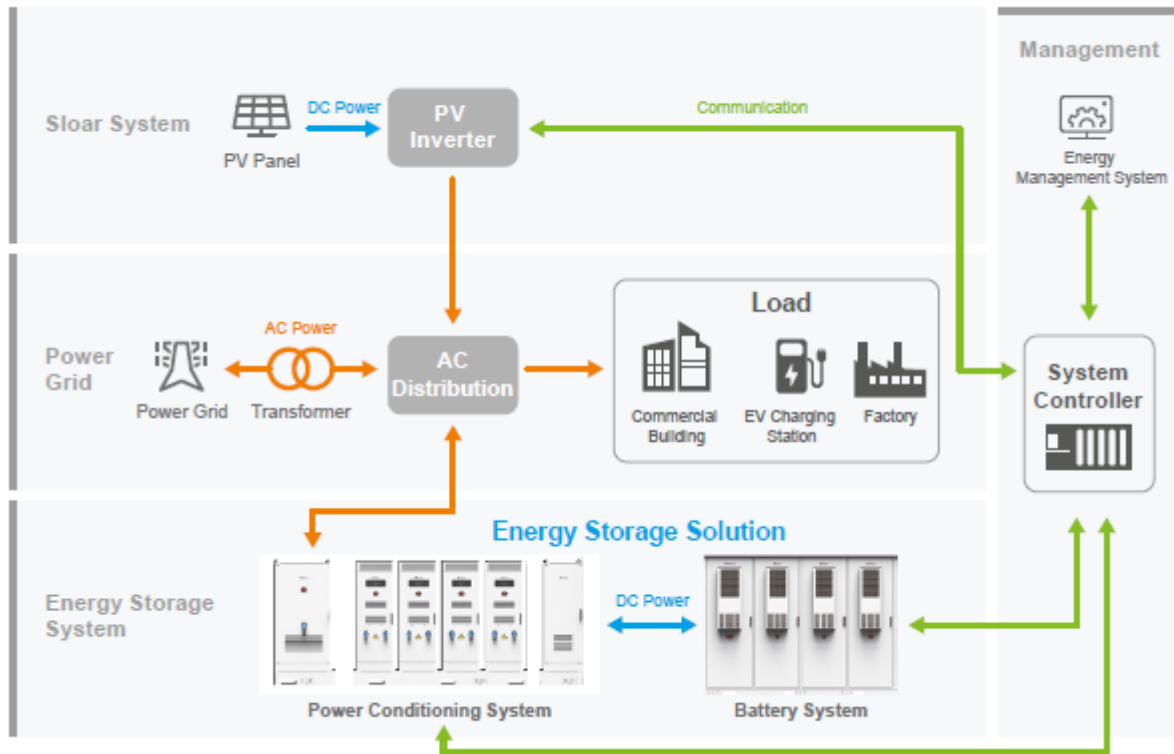 Management
Sloar System
PV Panel
DC Power
PV
Inverter
Communication
Energy
Management System
Power
Grid
Power Grid
AC Power
Transformer
AC
Distribution
Load
Commercial
Building
EV Charging
Station
Factory
System
Controller
Energy Storage Solution
Energy Storage
System
DC Power
Power Conditioning System
Battery System